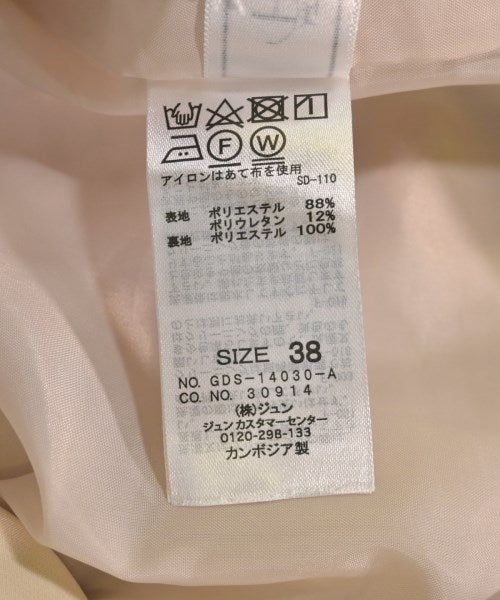 F W
アイロンはあて布を使用
SD-110
表地 ポリエステル 88%
ポリウレタン 12%
裏地 ポリエステル 100%
SIZE 38
NO. GDS-14030-A
CO. NO. 30914
(株)ジュン
ジュン カスタマーセンター
0120-298-133
カンボジア製